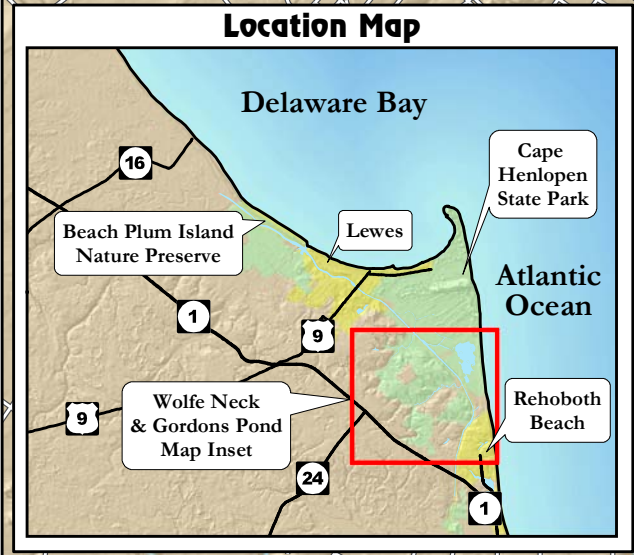 Location Map
Delaware Bay
16
Cape
Henlopen
State Park
Beach Plum Island
Nature Preserve
Lewes
Atlantic
Ocean
1
9
Wolfe Neck
& Gordons Pond
Map Inset
9
Rehoboth
Beach
24
1